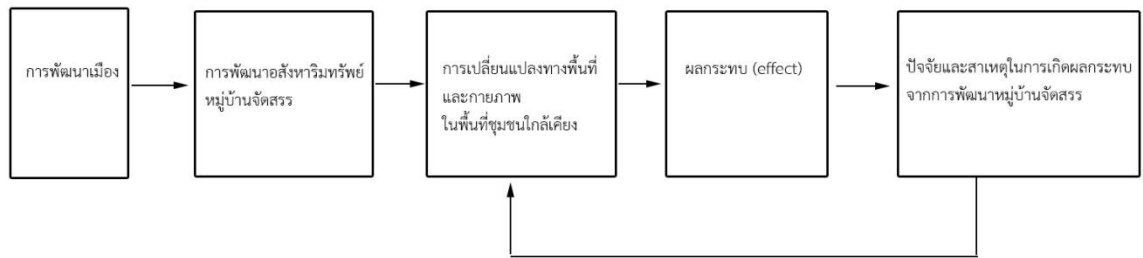 การพัฒนาเมือง
การพัฒนาอสังหาริมทรัพย์
หมู่บ้านจัดสรร
การเปลี่ยนแปลงทางพื้นที่
และกายภาพ
ในพื้นที่ชุมชนใกล้เคียง
ผลกระทบ (effect)
ปัจจัยและสาเหตุในการเกิดผลกระทบ
จากการพัฒนาหมู่บ้านจัดสรร